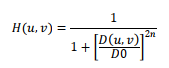 H(u, v) = 1 / (1 + [D(u, v) / D0]^{2n})